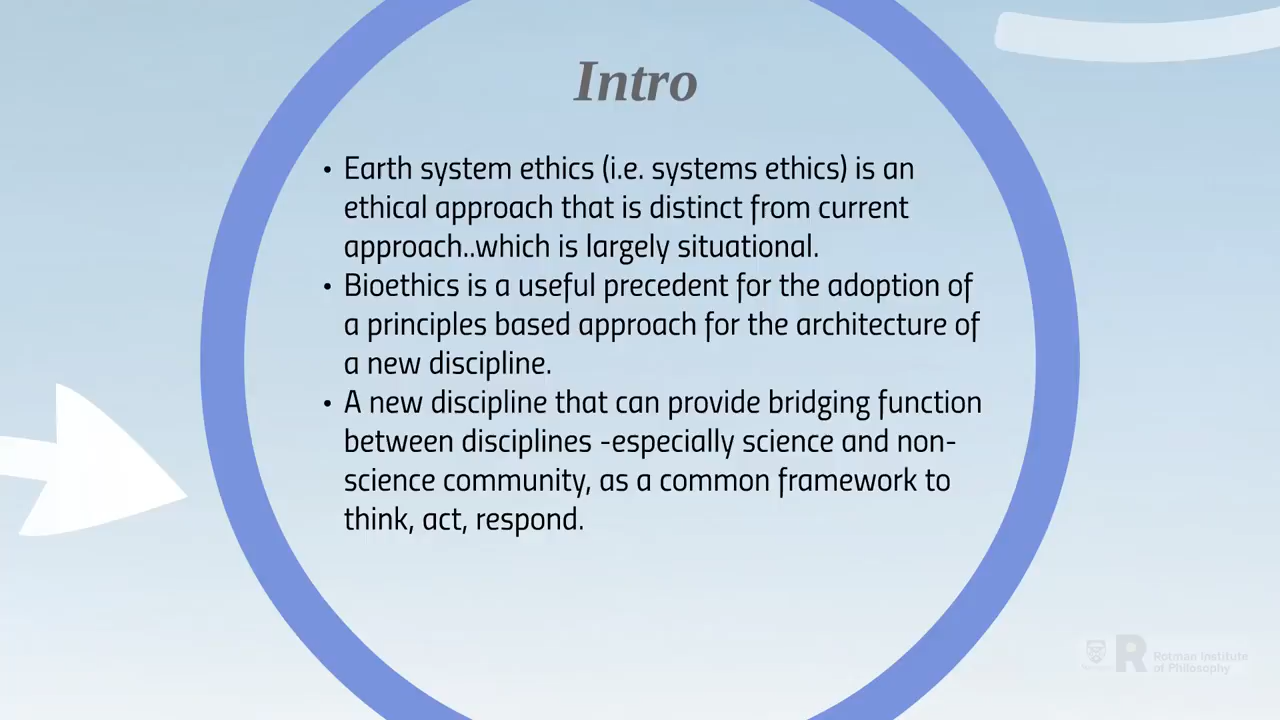 Intro
• Earth system ethics (i.e. systems ethics) is an
ethical approach that is distinct from current
approach..which is largely situational.
• Bioethics is a useful precedent for the adoption of
a principles based approach for the architecture of
a new discipline.
• A new discipline that can provide bridging function
between disciplines -especially science and non-
science community, as a common framework to
think, act, respond.
R
Rotman Institute
of Philosophy